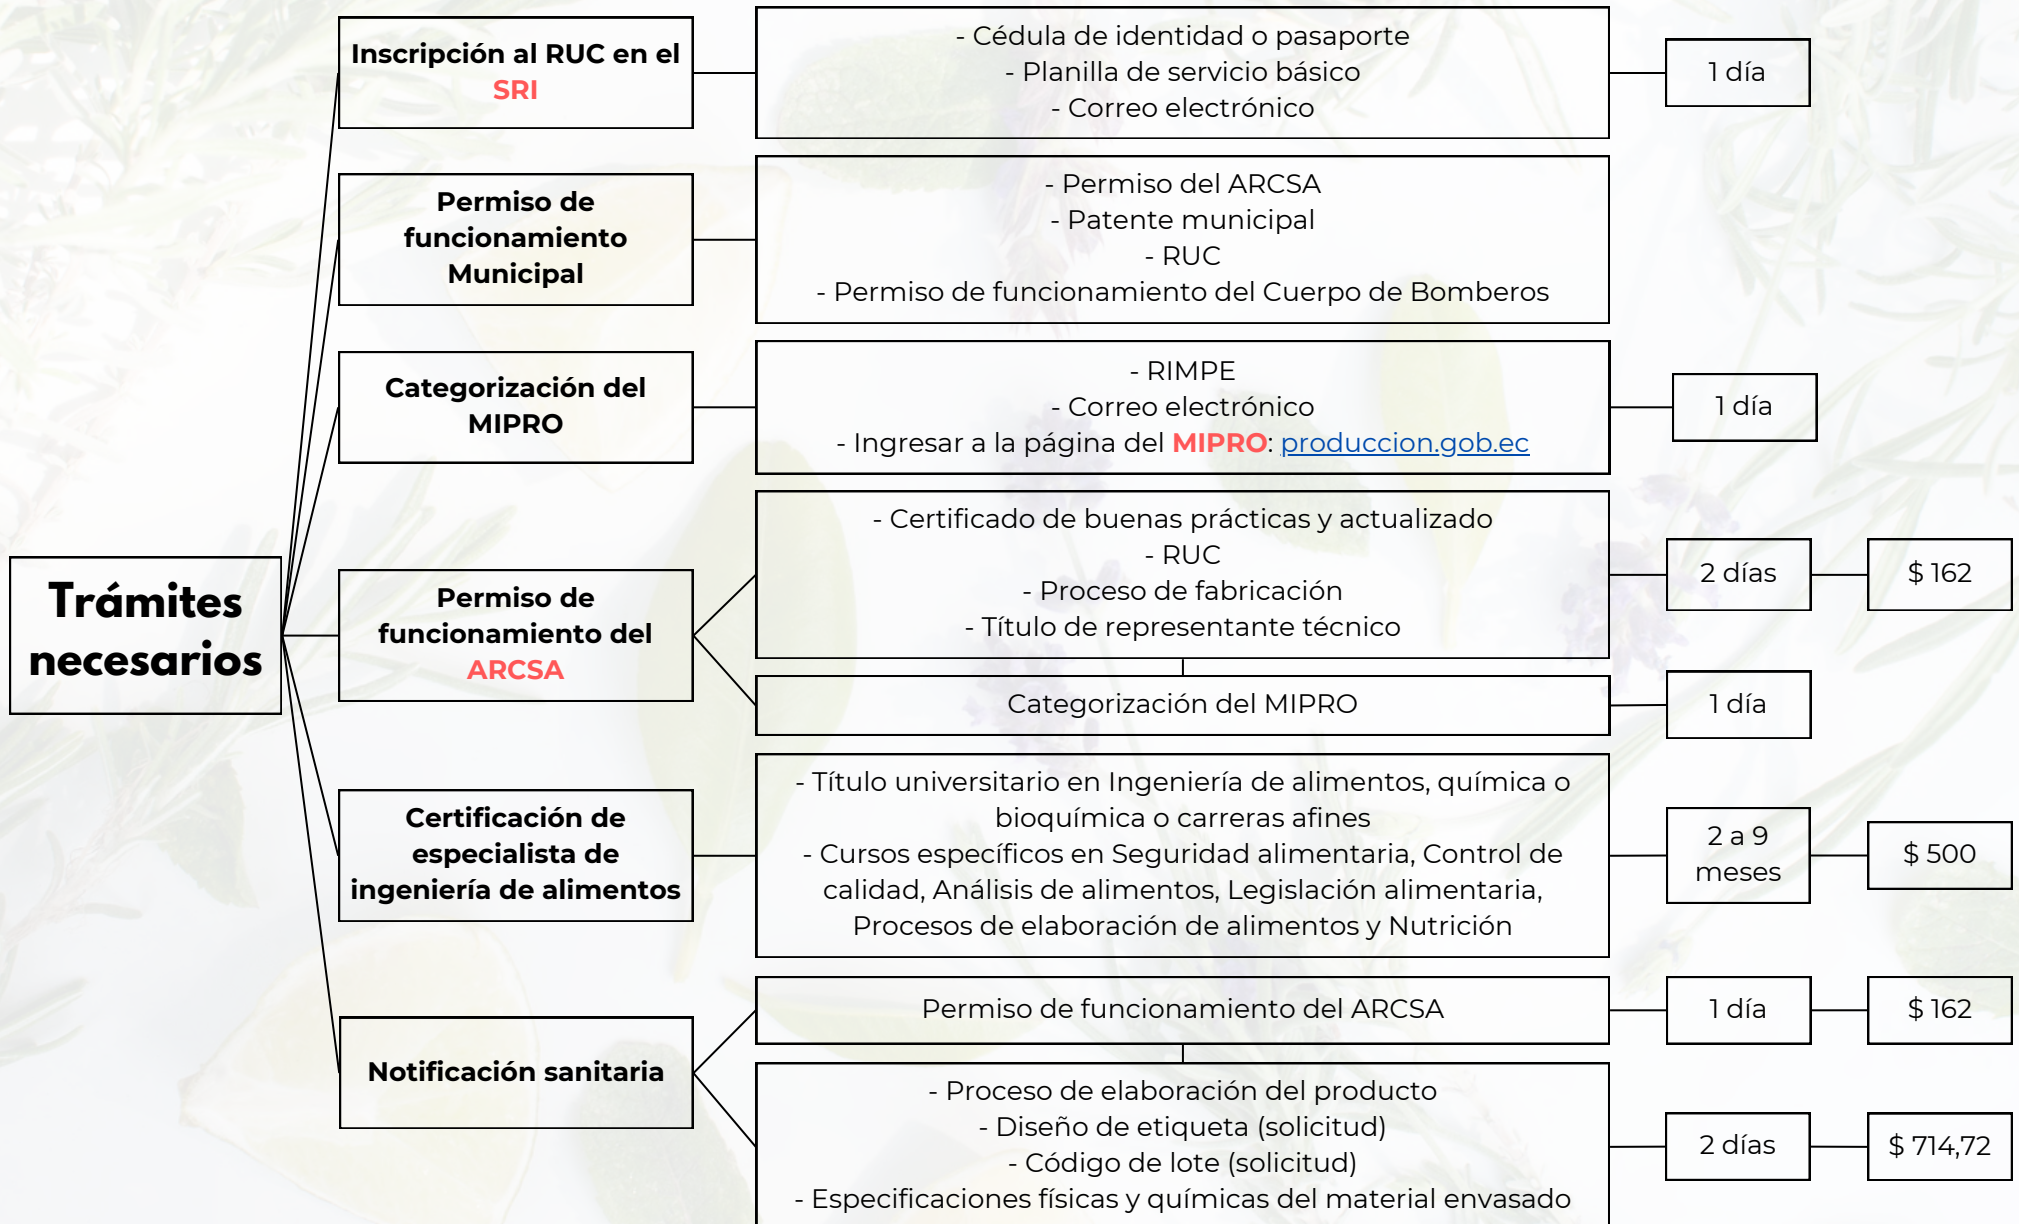 Trámites
necesarios
Inscripción al RUC en el
SRI
- Cédula de identidad o pasaporte
- Planilla de servicio básico
- Correo electrónico
1 día
Permiso de
funcionamiento
Municipal
- Permiso del ARCSA
- Patente municipal
- RUC
- Permiso de funcionamiento del Cuerpo de Bomberos
Categorización del
MIPRO
- RIMPE
- Correo electrónico
- Ingresar a la página del MIPRO: produccion.gob.ec
1 día
Permiso de
funcionamiento del
ARCSA
- Certificado de buenas prácticas y actualizado
- RUC
- Proceso de fabricación
- Título de representante técnico
2 días
$ 162
Categorización del MIPRO
1 día
Certificación de
especialista de
ingeniería de alimentos
- Título universitario en Ingeniería de alimentos, química o
bioquímica o carreras afines
- Cursos específicos en Seguridad alimentaria, Control de
calidad, Análisis de alimentos, Legislación alimentaria,
Procesos de elaboración de alimentos y Nutrición
2 a 9
meses
$ 500
Notificación sanitaria
Permiso de funcionamiento del ARCSA
1 día
$ 162
- Proceso de elaboración del producto
- Diseño de etiqueta (solicitud)
- Código de lote (solicitud)
- Especificaciones físicas y químicas del material envasado
2 días
$ 714,72